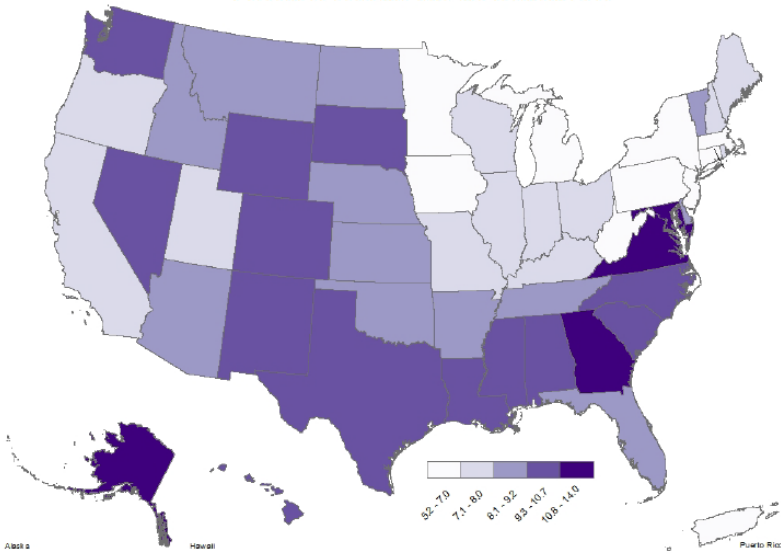 5.2 - 7.0
7.1 - 8.0
8.1 - 9.2
9.3 - 10.7
10.8 - 14.0
Alaska
Hawaii
Puerto Ric